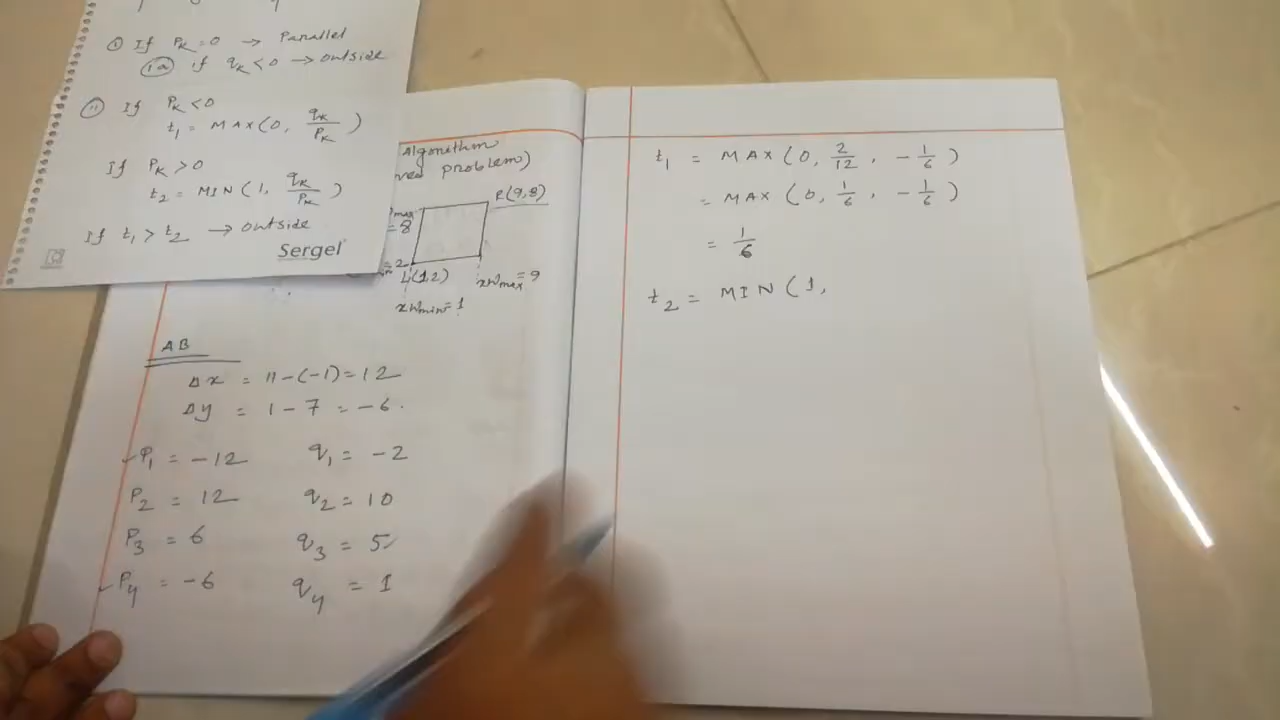 ① If PK = 0 → Parallel
(1a) if qK < 0 → outside
(ii) If PK < 0
t1 = MAX(0, qK/PK)
If PK > 0
t2 = MIN(1, qK/PK)
If t1 > t2 → outside
Sergel
Algorithm
problem)
R(9,8)
= 8
= 2
L(1,2)
xWmax = 9
xWmin = 1
AB
Δx = 11-(-1) = 12
Δy = 1 - 7 = -6.
P1 = -12 q1 = -2
P2 = 12 q2 = 10
P3 = 6 q3 = 5
P4 = -6 q4 = 1
t1 = MAX(0, 2/12, -1/6)
= MAX(0, 1/6, -1/6)
= 1/6
t2 = MIN(1,